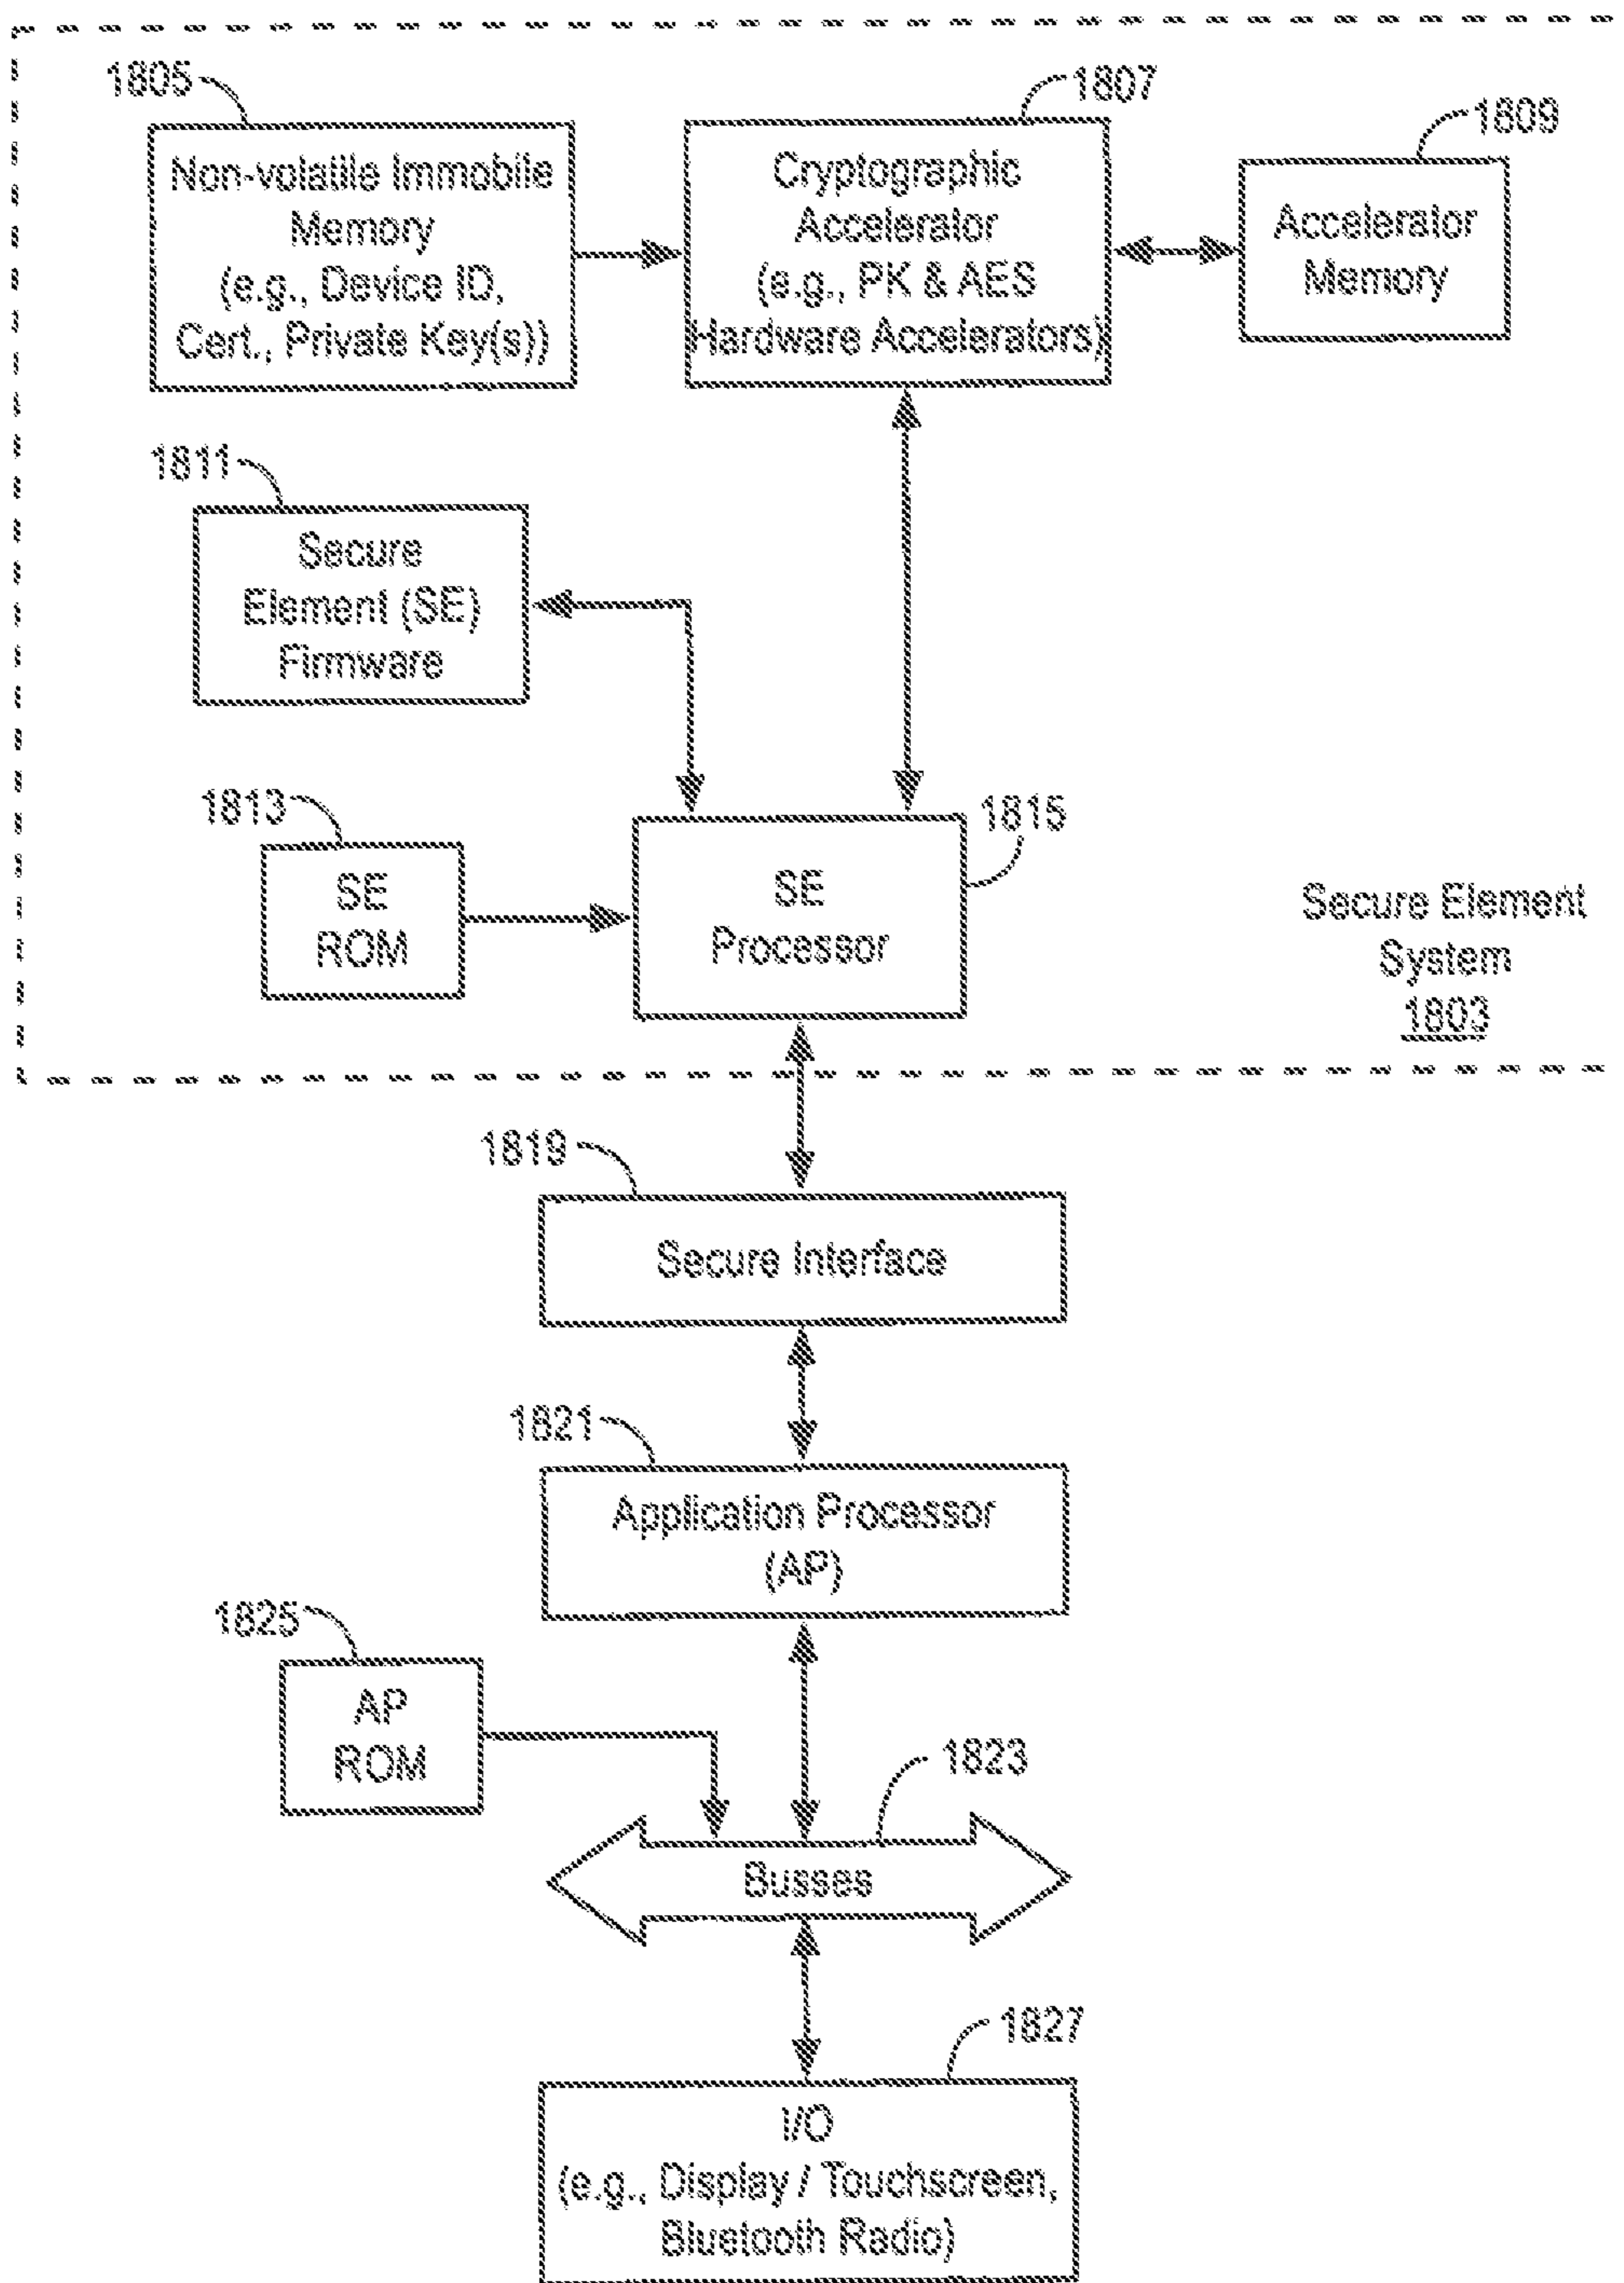 1805
1807
1809
Non-volatile Immobile
Memory
(e.g., Device ID,
Cert., Private Key(s))
Cryptographic
Accelerator
(e.g., PK & AES
Hardware Accelerators)
Accelerator
Memory
1811
Secure
Element (SE)
Firmware
1813
SE
ROM
1815
SE
Processor
Secure Element
System
1803
1819
Secure Interface
1821
Application Processor
(AP)
1825
AP
ROM
1823
Busses
1827
I/O
(e.g., Display / Touchscreen,
Bluetooth Radio)